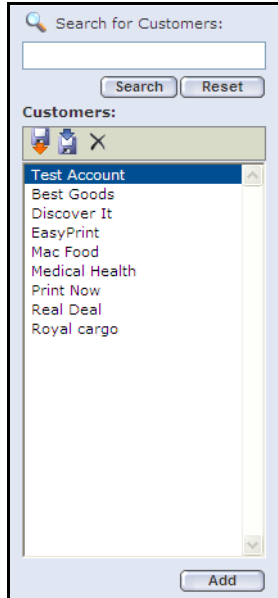 Search for Customers:
Search Reset
Customers:
Test Account
Best Goods
Discover It
EasyPrint
Mac Food
Medical Health
Print Now
Real Deal
Royal cargo
Add